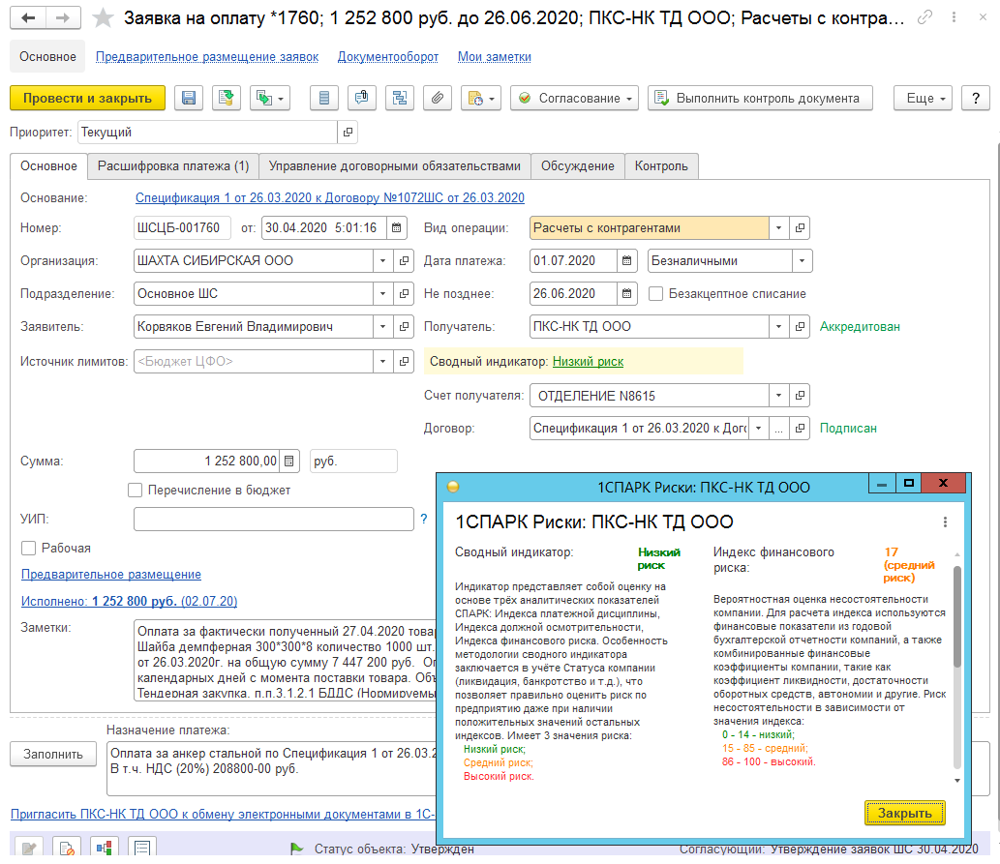 Заявка на оплату *1760; 1 252 800 руб. до 26.06.2020; ПКС-НК ТД ООО; Расчеты с контра...
Основное Предварительное размещение заявок Документооборот Мои заметки
Провести и закрыть Согласование Выполнить контроль документа Еще ?
Приоритет: Текущий
Основное Расшифровка платежа (1) Управление договорными обязательствами Обсуждение Контроль
Основание: Спецификация 1 от 26.03.2020 к Договору №1072ШС от 26.03.2020
Номер: ШСЦБ-001760 от: 30.04.2020 5:01:16 Вид операции: Расчеты с контрагентами
Организация: ШАХТА СИБИРСКАЯ ООО Дата платежа: 01.07.2020 Безналичными
Подразделение: Основное ШС Не позднее: 26.06.2020 Безакцептное списание
Заявитель: Корвяков Евгений Владимирович Получатель: ПКС-НК ТД ООО Аккредитован
Источник лимитов: <Бюджет ЦФО> Сводный индикатор: Низкий риск
Счет получателя: ОТДЕЛЕНИЕ N8615
Договор: Спецификация 1 от 26.03.2020 к Дог ... Подписан
Сумма: 1 252 800,00 руб.
Перечисление в бюджет
УИП: ?
Рабочая
Предварительное размещение
Исполнено: 1 252 800 руб. (02.07.20)
Заметки: Оплата за фактически полученный 27.04.2020 товар
Шайба демпферная 300*300*8 количество 1000 шт.
от 26.03.2020г. на общую сумму 7 447 200 руб.
календарных дней с момента поставки товара.
Тендерная закупка. п.п.3.1.2.1 БДДС (Нормируемы
Назначение платежа:
Заполнить
Оплата за анкер стальной по Спецификация 1 от 26.03.2
В т.ч. НДС (20%) 208800-00 руб.
Пригласить ПКС-НК ТД ООО к обмену электронными документами в 1С-
Статус объекта: Утвержден Согласующий: Утверждение заявок ШС 30.04.2020
1СПАРК Риски: ПКС-НК ТД ООО
1СПАРК Риски: ПКС-НК ТД ООО
Сводный индикатор: Низкий
риск
Индикатор представляет собой оценку на
основе трёх аналитических показателей
СПАРК: Индекса платежной дисциплины,
Индекса должной осмотрительности,
Индекса финансового риска. Особенность
методологии сводного индикатора
заключается в учёте Статуса компании
(ликвидация, банкротство и т.д.), что
позволяет правильно оценить риск по
предприятию даже при наличии
положительных значений остальных
индексов. Имеет 3 значения риска:
Низкий риск;
Средний риск;
Высокий риск.
Индекс финансового 17
риска: (средний
риск)
Вероятностная оценка несостоятельности
компании. Для расчета индекса используются
финансовые показатели из годовой
бухгалтерской отчетности компаний, а также
комбинированные финансовые
коэффициенты компании, такие как
коэффициент ликвидности, достаточности
оборотных средств, автономии и другие. Риск
несостоятельности в зависимости от
значения индекса:
0 - 14 - низкий;
15 - 85 - средний;
86 - 100 - высокий.
Закрыть